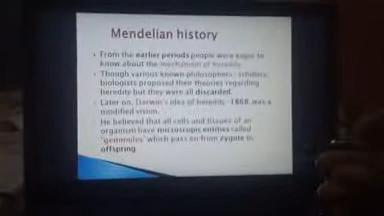 Mendelian history
From the earlier periods people were eager to
know about the mechanism of heredity.
Though various known philosophers, scholars,
biologists proposed their theories regarding
heredity but they were all discarded.
Later on, Darwin's idea of heredity -1868, was a
modified vision.
He believed that all cells and tissues of an
organism have microscopic entities called
"gemmules" which pass on from zygote to
offspring